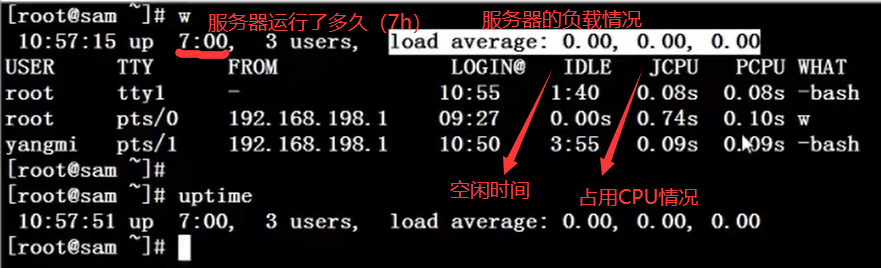 服务器运行了多久（7h）
服务器的负载情况
[root@sam ~]# w
10:57:15 up 7:00, 3 users, load average: 0.00, 0.00, 0.00
USER TTY FROM LOGIN@ IDLE JCPU PCPU WHAT
root tty1 - 10:55 1:40 0.08s 0.08s -bash
root pts/0 192.168.198.1 09:27 0.00s 0.74s 0.10s w
yangmi pts/1 192.168.198.1 10:50 3:55 0.09s 0.09s -bash
[root@sam ~]#
空闲时间
占用CPU情况
[root@sam ~]# uptime
10:57:51 up 7:00, 3 users, load average: 0.00, 0.00, 0.00
[root@sam ~]#